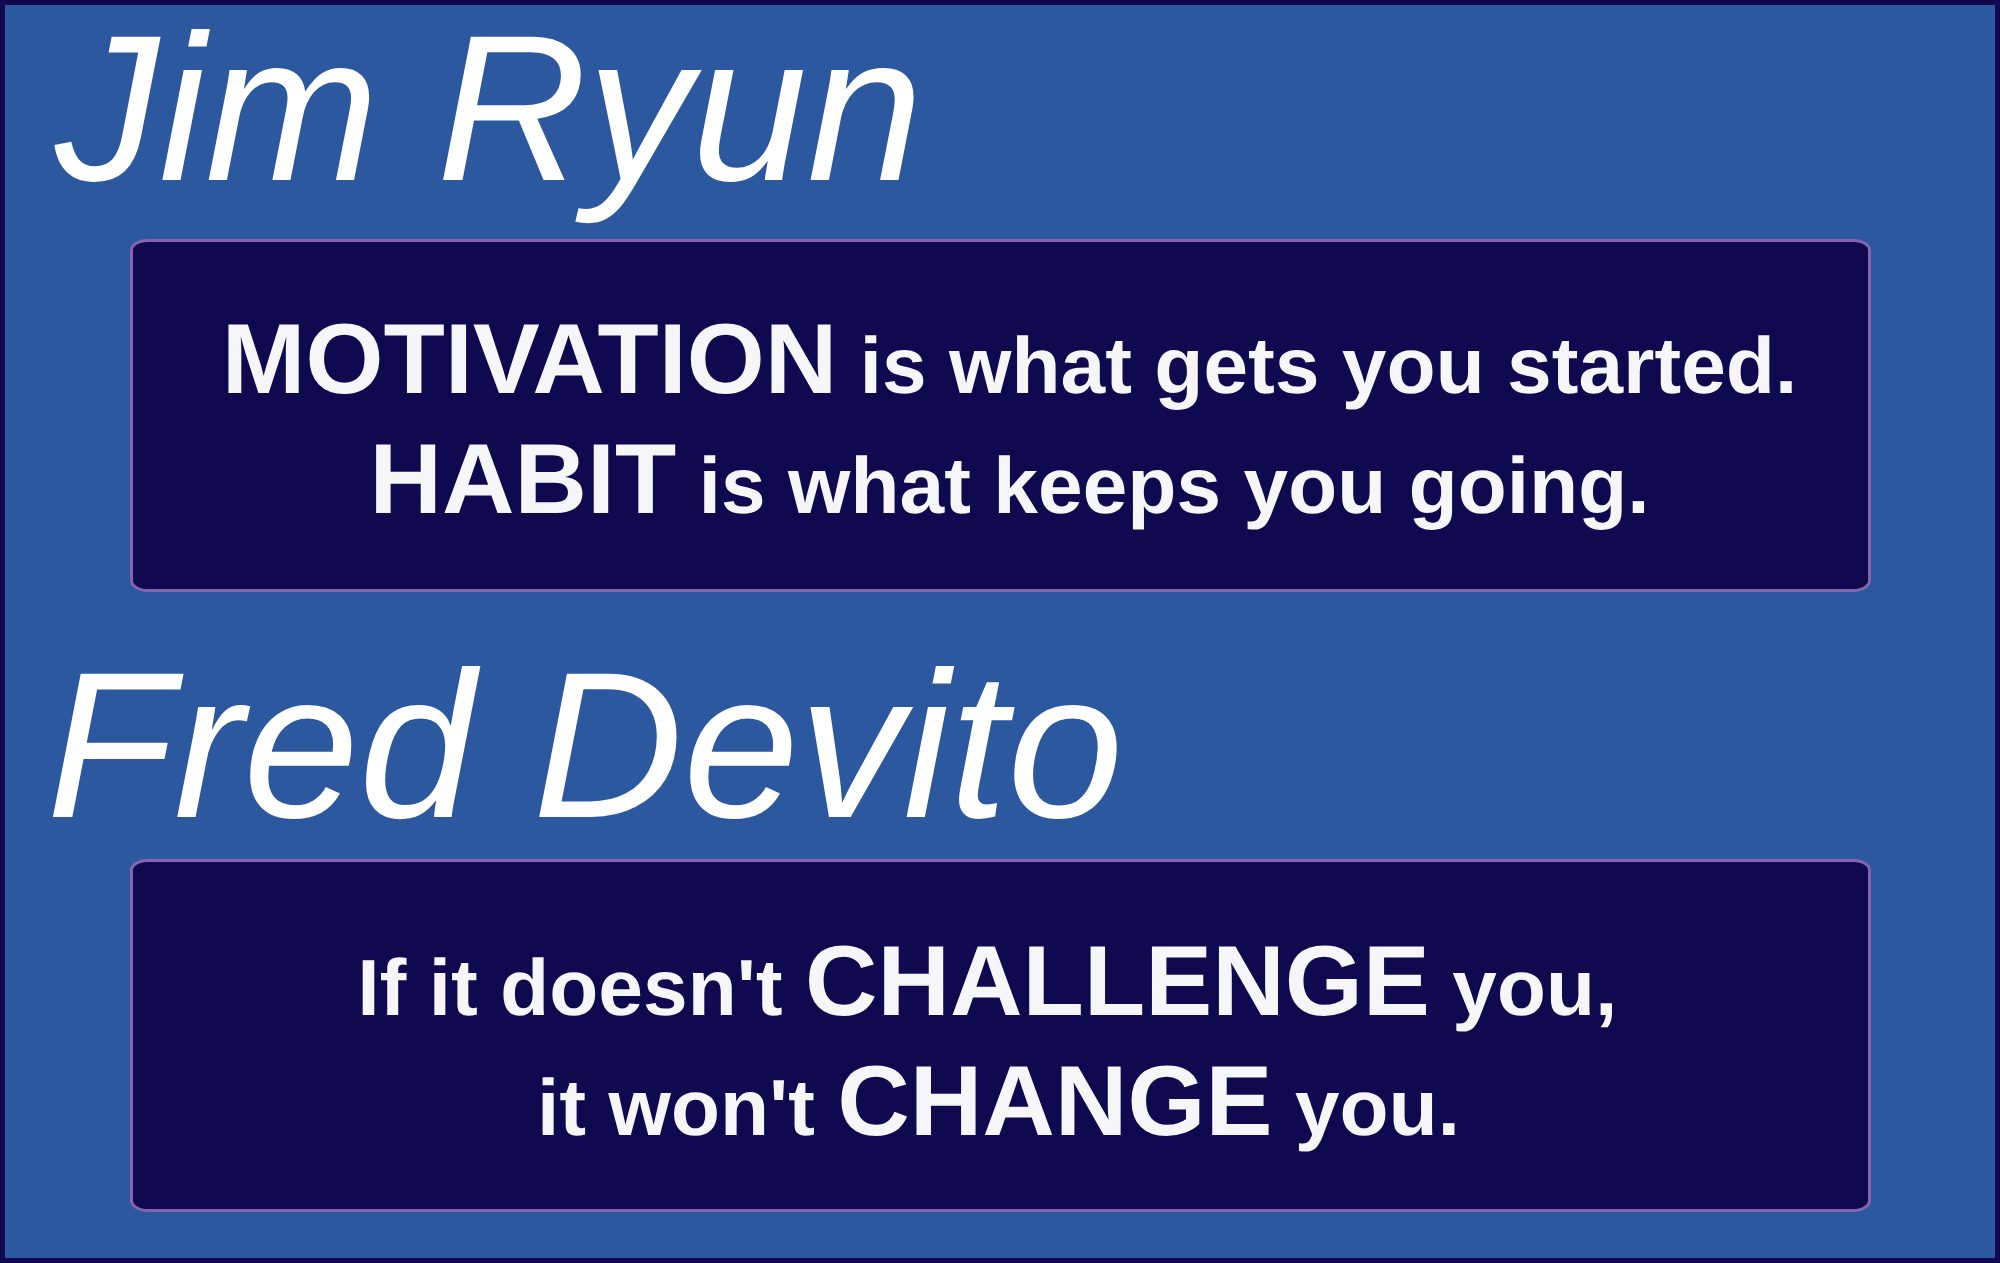 Jim Ryun
MOTIVATION is what gets you started.
HABIT is what keeps you going.
Fred Devito
If it doesn't CHALLENGE you,
it won't CHANGE you.